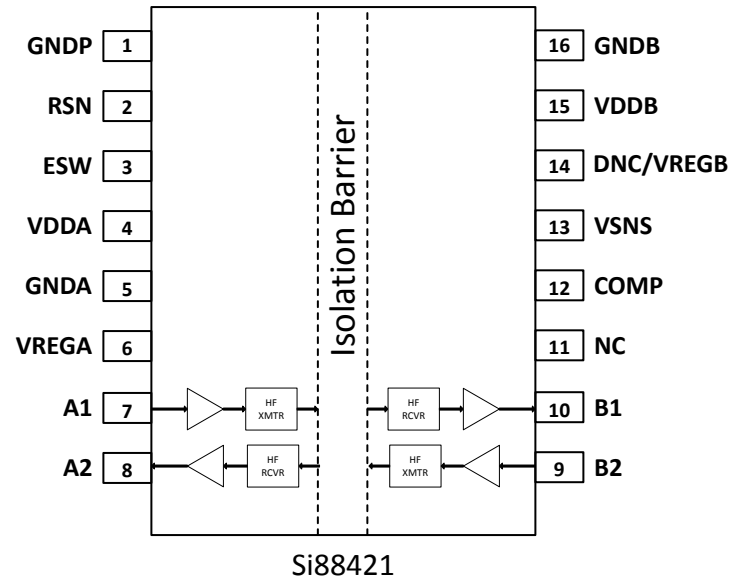 GNDP 1
RSN 2
ESW 3
VDDA 4
GNDA 5
VREGA 6
A1 7
A2 8
HF
XMTR
HF
RCVR
Isolation Barrier
HF
RCVR
HF
XMTR
16 GNDB
15 VDDB
14 DNC/VREGB
13 VSNS
12 COMP
11 NC
10 B1
9 B2
Si88421